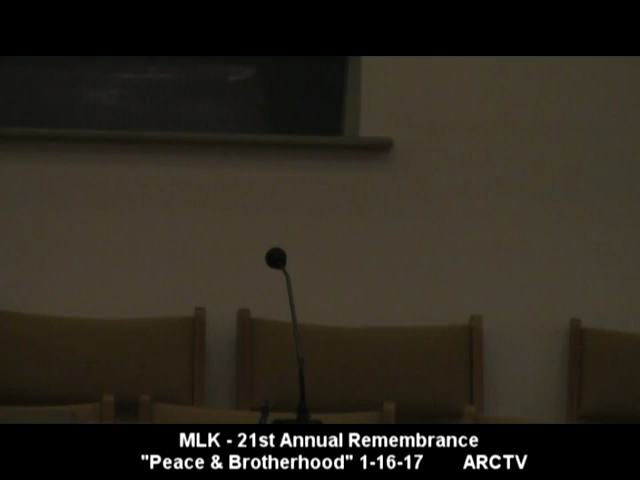 MLK - 21st Annual Remembrance
"Peace & Brotherhood" 1-16-17 ARCTV